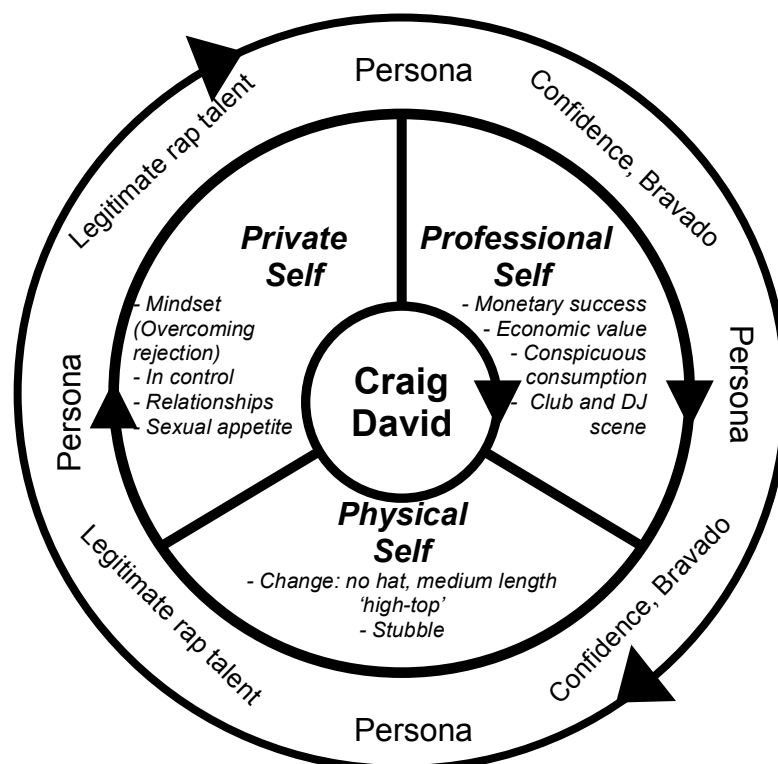 Persona
Legitimate rap talent
Confidence, Bravado
Private
Self
- Mindset
(Overcoming
rejection)
- In control
- Relationships
- Sexual appetite
Professional
Self
- Monetary success
- Economic value
- Conspicuous
consumption
- Club and DJ
scene
Craig
David
Persona
Persona
Physical
Self
- Change: no hat, medium length
‘high-top’
- Stubble
Legitimate rap talent
Confidence, Bravado
Persona